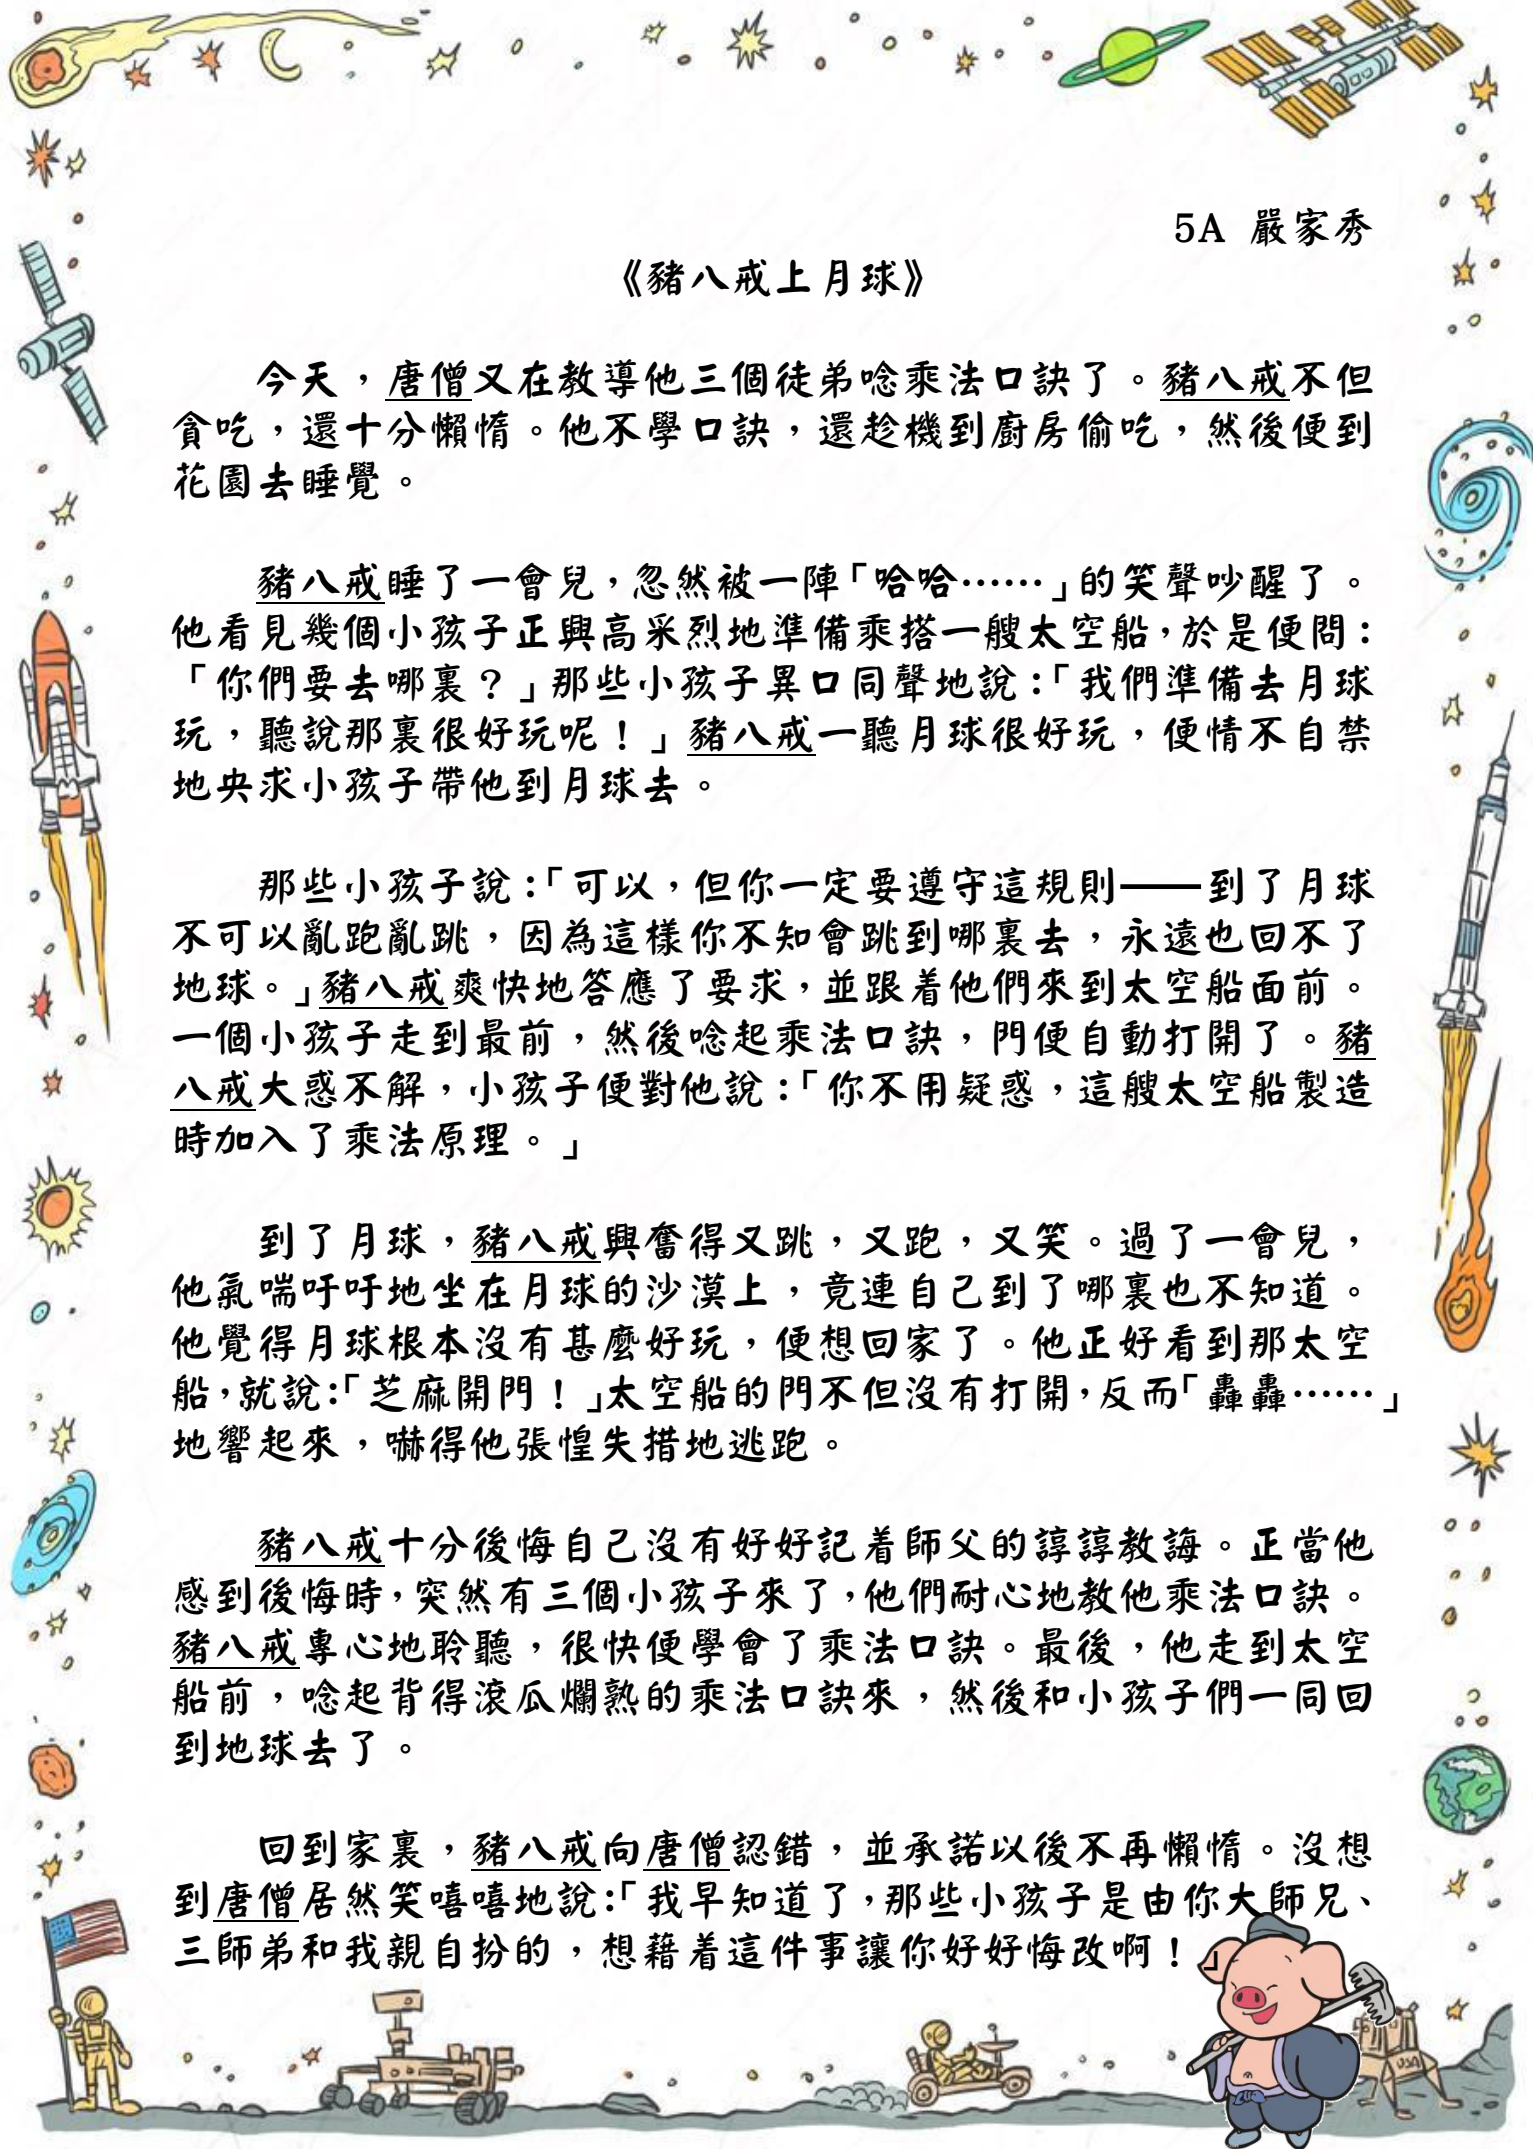 5A 嚴家秀
《豬八戒上月球》
今天，唐僧又在教導他三個徒弟唸乘法口訣了。豬八戒不但
貪吃，還十分懶惰。他不學口訣，還趁機到廚房偷吃，然後便到
花園去睡覺。
豬八戒睡了一會兒，忽然被一陣「哈哈……」的笑聲吵醒了。
他看見幾個小孩子正興高采烈地準備乘搭一艘太空船，於是便問：
「你們要去哪裏？」那些小孩子異口同聲地說：「我們準備去月球
玩，聽說那裏很好玩呢！」豬八戒一聽月球很好玩，便情不自禁
地央求小孩子帶他到月球去。
那些小孩子說：「可以，但你一定要遵守這規則——到了月球
不可以亂跑亂跳，因為這樣你不知會跳到哪裏去，永遠也回不了
地球。」豬八戒爽快地答應了要求，並跟着他們來到太空船面前。
一個小孩子走到最前，然後唸起乘法口訣，門便自動打開了。豬
八戒大惑不解，小孩子便對他說：「你不用疑惑，這艘太空船製造
時加入了乘法原理。」
到了月球，豬八戒興奮得又跳，又跑，又笑。過了一會兒，
他氣喘吁吁地坐在月球的沙漠上，竟連自己到了哪裏也不知道。
他覺得月球根本沒有甚麼好玩，便想回家了。他正好看到那太空
船，就說：「芝麻開門！」太空船的門不但沒有打開，反而「轟轟……」
地響起來，嚇得他張惶失措地逃跑。
豬八戒十分後悔自己沒有好好記着師父的諄諄教誨。正當他
感到後悔時，突然有三個小孩子來了，他們耐心地教他乘法口訣。
豬八戒專心地聆聽，很快便學會了乘法口訣。最後，他走到太空
船前，唸起背得滾瓜爛熟的乘法口訣來，然後和小孩子們一同回
到地球去了。
回到家裏，豬八戒向唐僧認錯，並承諾以後不再懶惰。沒想
到唐僧居然笑嘻嘻地說：「我早知道了，那些小孩子是由你大師兄、
三師弟和我親自扮的，想藉着這件事讓你好好悔改啊！」
USA